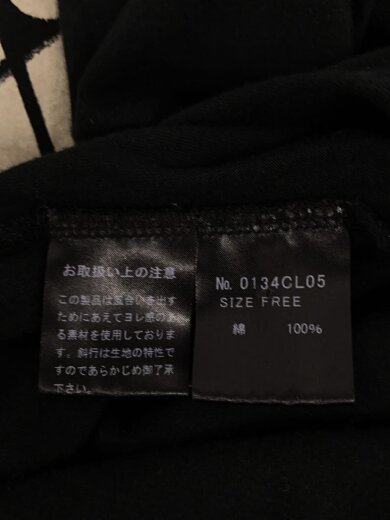 お取扱い上の注意
この製品は風合いを出す
ためにあえてヨレ感のあ
る素材を使用しておりま
す。斜行は生地の特性で
すのであらかじめ御了承
下さい。
No. 0134CL05
SIZE FREE
綿 100%